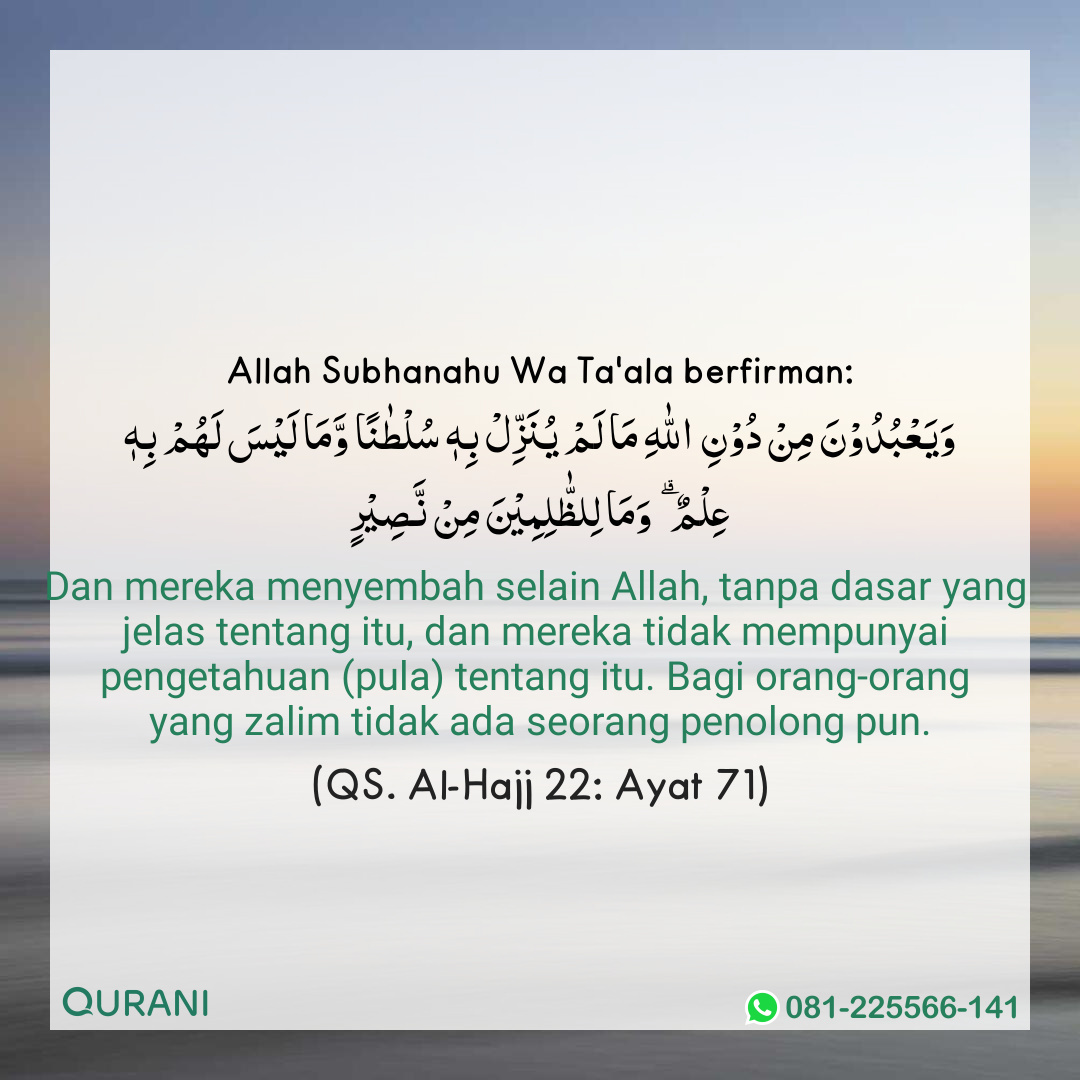 Allah Subhanahu Wa Ta'ala berfirman:
وَيَعْبُدُوْنَ مِنْ دُوْنِ اللّٰهِ مَا لَمْ يُنَزِّلْ بِهٖ سُلْطٰنًا وَّمَا لَيْسَ لَهُمْ بِهٖ
عِلْمٌ ۗ وَمَا لِلظّٰلِمِيْنَ مِنْ نَّصِيْرٍ
Dan mereka menyembah selain Allah, tanpa dasar yang
jelas tentang itu, dan mereka tidak mempunyai
pengetahuan (pula) tentang itu. Bagi orang-orang
yang zalim tidak ada seorang penolong pun.
(QS. Al-Hajj 22: Ayat 71)
QURANI
081-225566-141